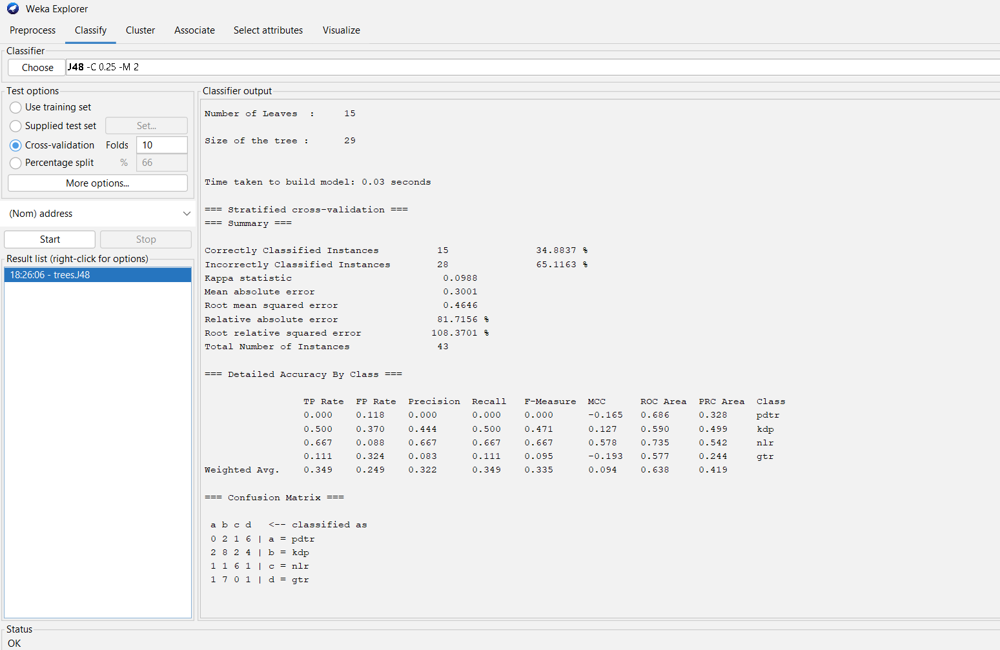 Weka Explorer
Preprocess Classify Cluster Associate Select attributes Visualize
Classifier
Choose J48 -C 0.25 -M 2
Test options
Use training set
Supplied test set Set...
Cross-validation Folds 10
Percentage split % 66
More options...
(Nom) address
Start Stop
Result list (right-click for options)
18:26:06 - trees.J48
Classifier output
Number of Leaves : 15
Size of the tree : 29
Time taken to build model: 0.03 seconds
=== Stratified cross-validation ===
=== Summary ===
Correctly Classified Instances 15 34.8837 %
Incorrectly Classified Instances 28 65.1163 %
Kappa statistic 0.0988
Mean absolute error 0.3001
Root mean squared error 0.4646
Relative absolute error 81.7156 %
Root relative squared error 108.3701 %
Total Number of Instances 43
=== Detailed Accuracy By Class ===
TP Rate FP Rate Precision Recall F-Measure MCC ROC Area PRC Area Class
0.000 0.118 0.000 0.000 0.000 -0.165 0.686 0.328 pdtr
0.500 0.370 0.444 0.500 0.471 0.127 0.590 0.499 kdp
0.667 0.088 0.667 0.667 0.667 0.578 0.735 0.542 nlr
0.111 0.324 0.083 0.111 0.095 -0.193 0.577 0.244 gtr
Weighted Avg. 0.349 0.249 0.322 0.349 0.335 0.094 0.638 0.419
=== Confusion Matrix ===
a b c d <-- classified as
0 2 1 6 | a = pdtr
2 8 2 4 | b = kdp
1 1 6 1 | c = nlr
1 7 0 1 | d = gtr
Status
OK